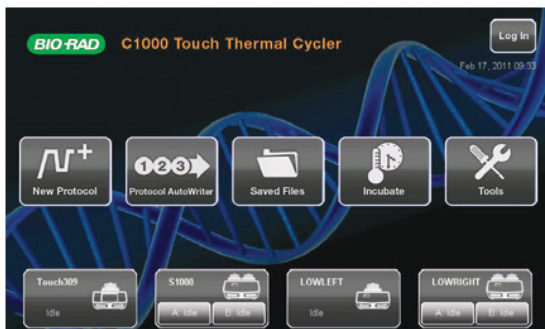 BIO-RAD C1000 Touch Thermal Cycler
Log In
Feb 17, 2011 09:33
New Protocol
123 Protocol AutoWriter
Saved Files
Incubate
Tools
Touch309
Idle
S1000
A: Idle B: Idle
LOWLEFT
Idle
LOWRIGHT
A: Idle B: Idle